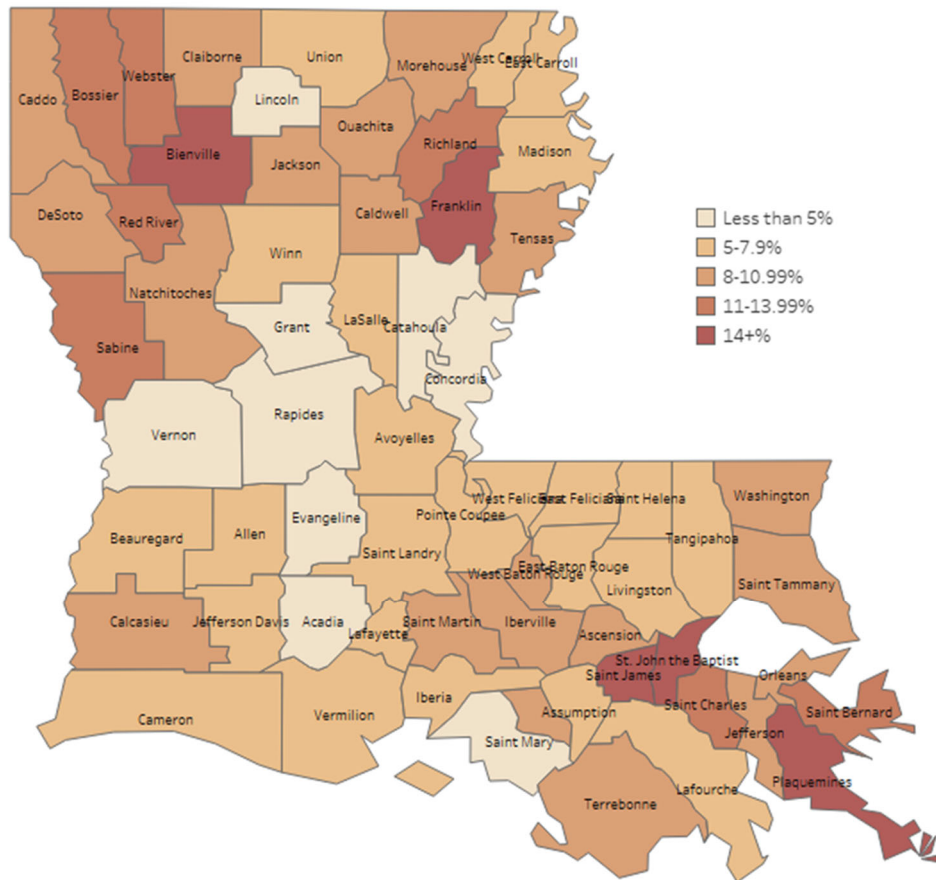 Union
Claiborne
West Carroll
East Carroll
Morehouse
Webster
Bossier
Caddo
Lincoln
Ouachita
Richland
Madison
Bienville
Jackson
Franklin
DeSoto
Caldwell
Red River
Tensas
Winn
Natchitoches
LaSalle
Grant
Catahoula
Sabine
Concordia
Rapides
Vernon
Avoyelles
Less than 5%
5-7.9%
8-10.99%
11-13.99%
14+%
Washington
West Feliciana
East Feliciana
Saint Helena
Pointe Coupee
Evangeline
Allen
Beauregard
Tangipahoa
Saint Landry
East Baton Rouge
West Baton Rouge
Saint Tammany
Livingston
Calcasieu
Jefferson Davis
Acadia
Lafayette
Saint Martin
Iberville
Ascension
St. John the Baptist
Saint James
Orleans
Iberia
Saint Charles
Assumption
Saint Bernard
Vermilion
Cameron
Jefferson
Saint Mary
Plaquemines
Lafourche
Terrebonne